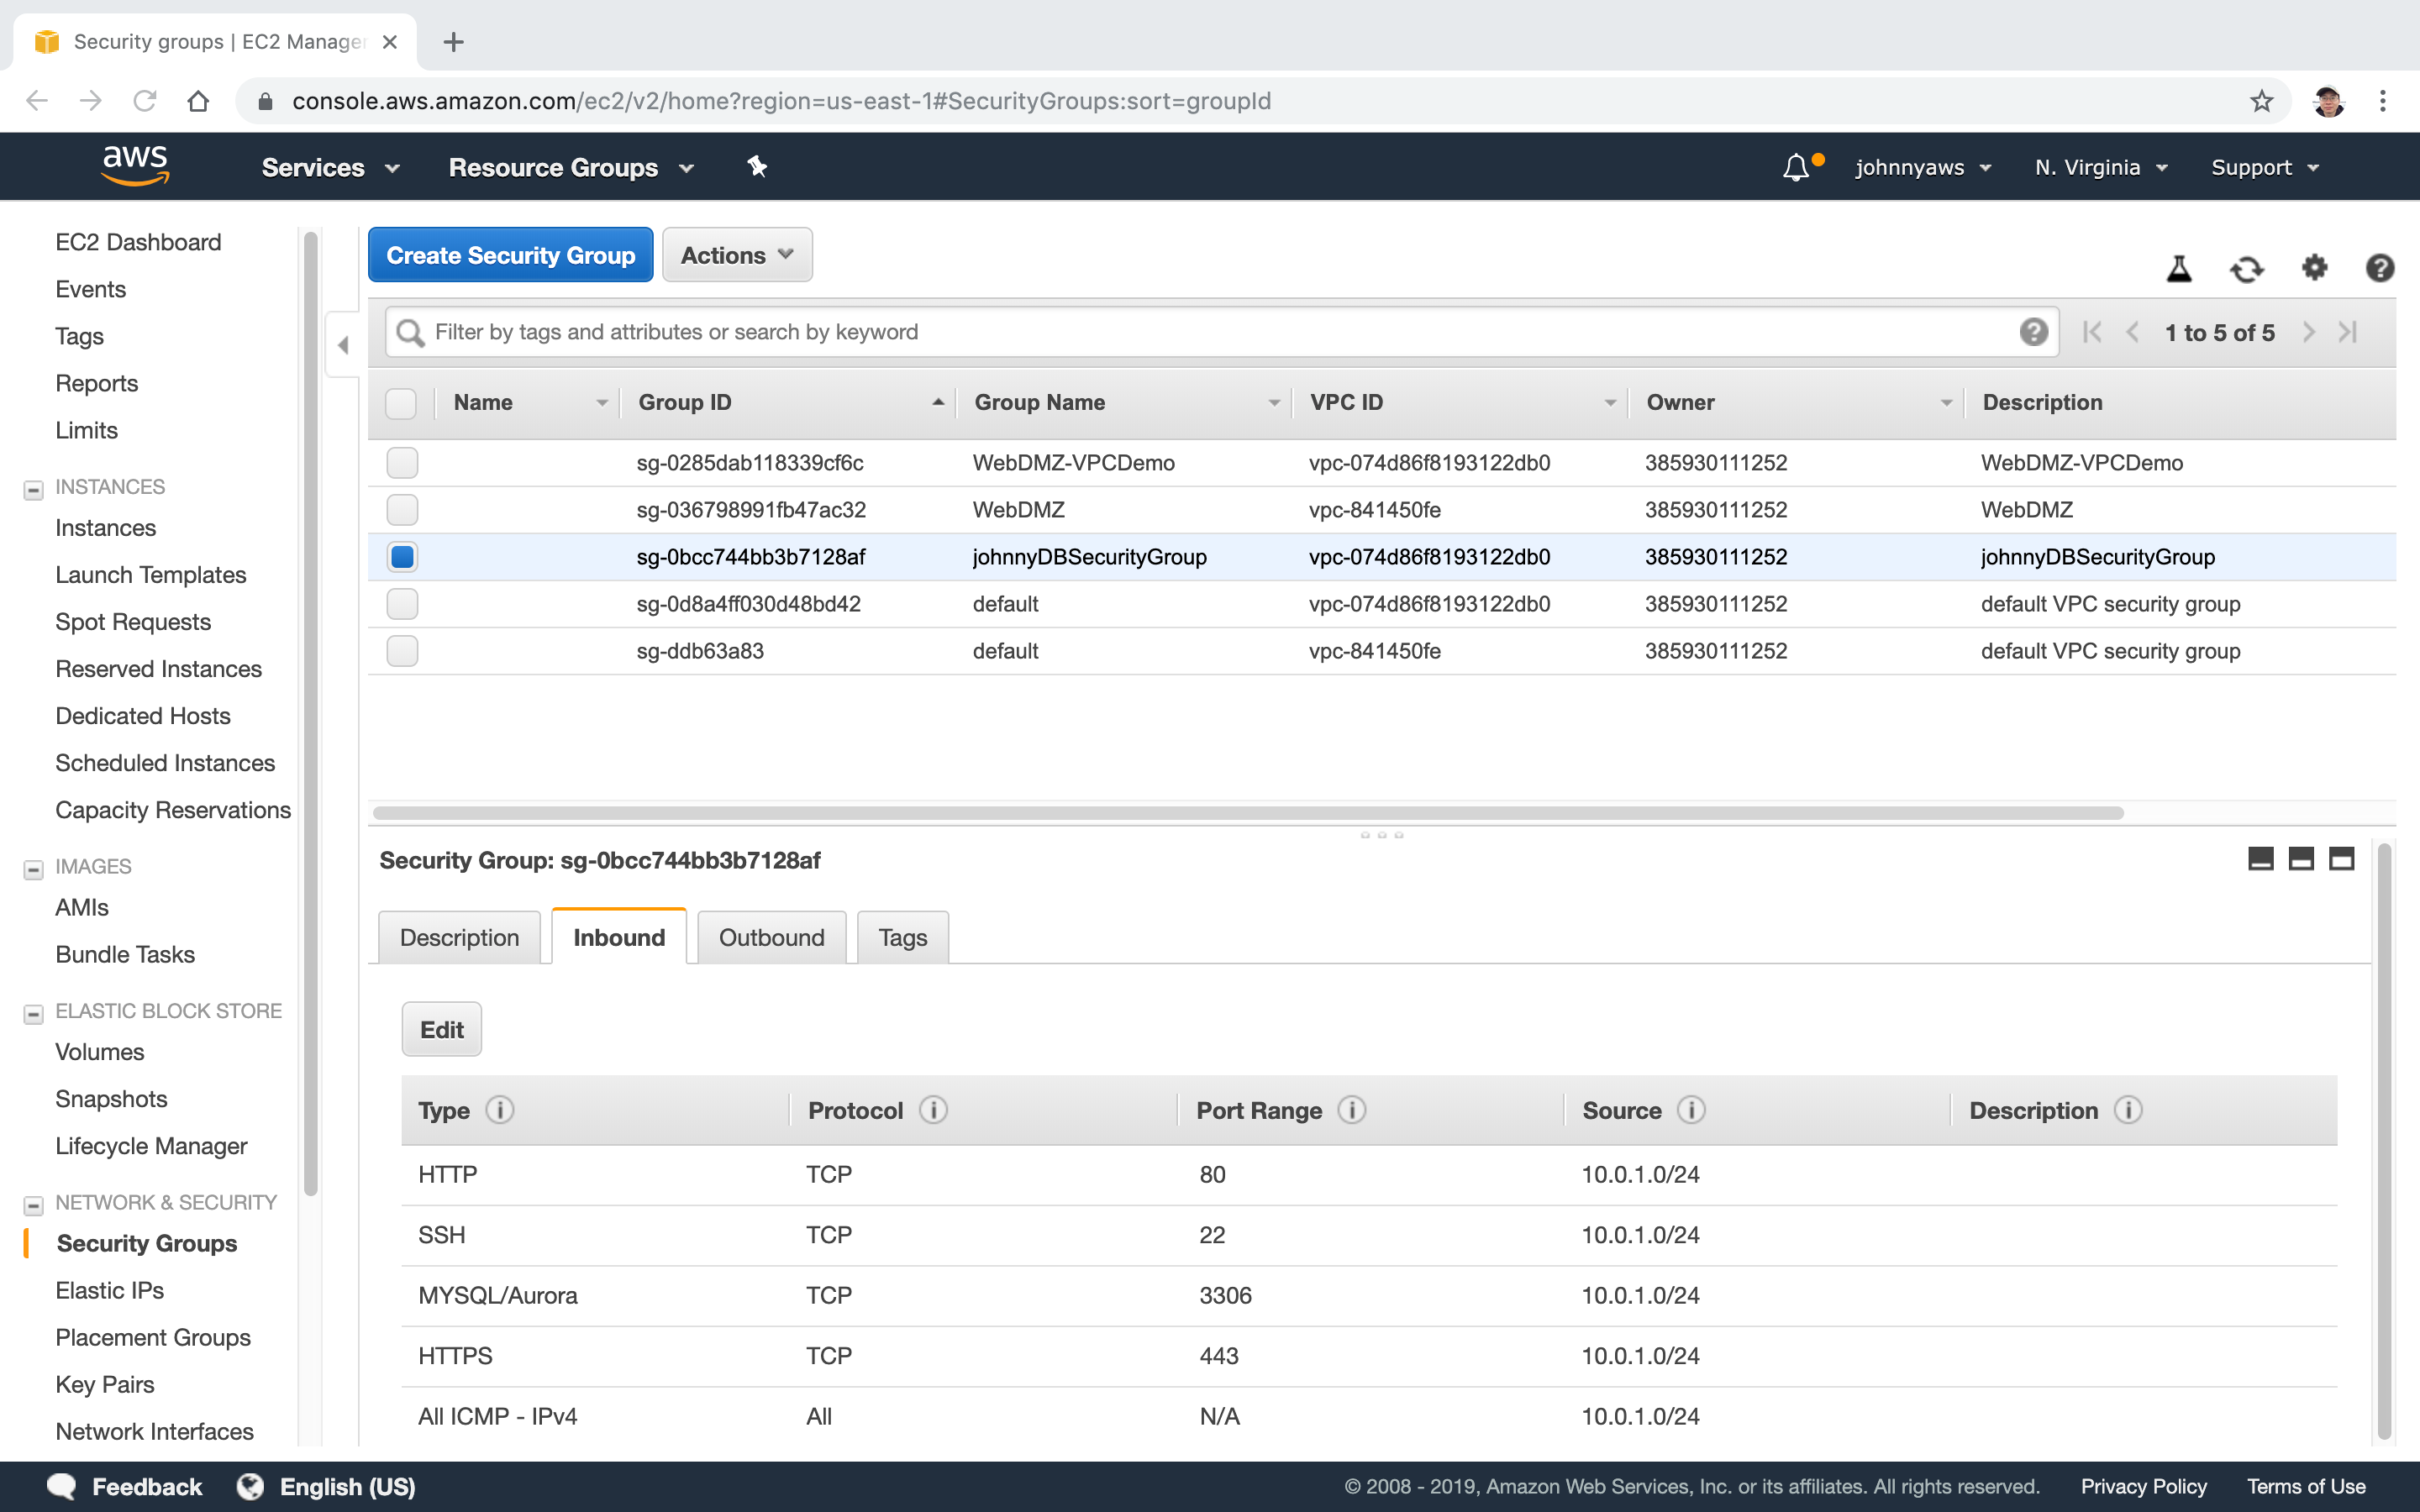 Security groups | EC2 Manager
console.aws.amazon.com/ec2/v2/home?region=us-east-1#SecurityGroups:sort=groupId
aws Services Resource Groups johnnyaws N. Virginia Support
EC2 Dashboard
Events
Tags
Reports
Limits
INSTANCES
Instances
Launch Templates
Spot Requests
Reserved Instances
Dedicated Hosts
Scheduled Instances
Capacity Reservations
IMAGES
AMIs
Bundle Tasks
ELASTIC BLOCK STORE
Volumes
Snapshots
Lifecycle Manager
NETWORK & SECURITY
Security Groups
Elastic IPs
Placement Groups
Key Pairs
Network Interfaces
Create Security Group Actions
Filter by tags and attributes or search by keyword 1 to 5 of 5
Name Group ID Group Name VPC ID Owner Description
sg-0285dab118339cf6c WebDMZ-VPCDemo vpc-074d86f8193122db0 385930111252 WebDMZ-VPCDemo
sg-036798991fb47ac32 WebDMZ vpc-841450fe 385930111252 WebDMZ
sg-0bcc744bb3b7128af johnnyDBSecurityGroup vpc-074d86f8193122db0 385930111252 johnnyDBSecurityGroup
sg-0d8a4ff030d48bd42 default vpc-074d86f8193122db0 385930111252 default VPC security group
sg-ddb63a83 default vpc-841450fe 385930111252 default VPC security group
Security Group: sg-0bcc744bb3b7128af
Description Inbound Outbound Tags
Edit
Type Protocol Port Range Source Description
HTTP TCP 80 10.0.1.0/24
SSH TCP 22 10.0.1.0/24
MYSQL/Aurora TCP 3306 10.0.1.0/24
HTTPS TCP 443 10.0.1.0/24
All ICMP - IPv4 All N/A 10.0.1.0/24
Feedback English (US) © 2008 - 2019, Amazon Web Services, Inc. or its affiliates. All rights reserved. Privacy Policy Terms of Use